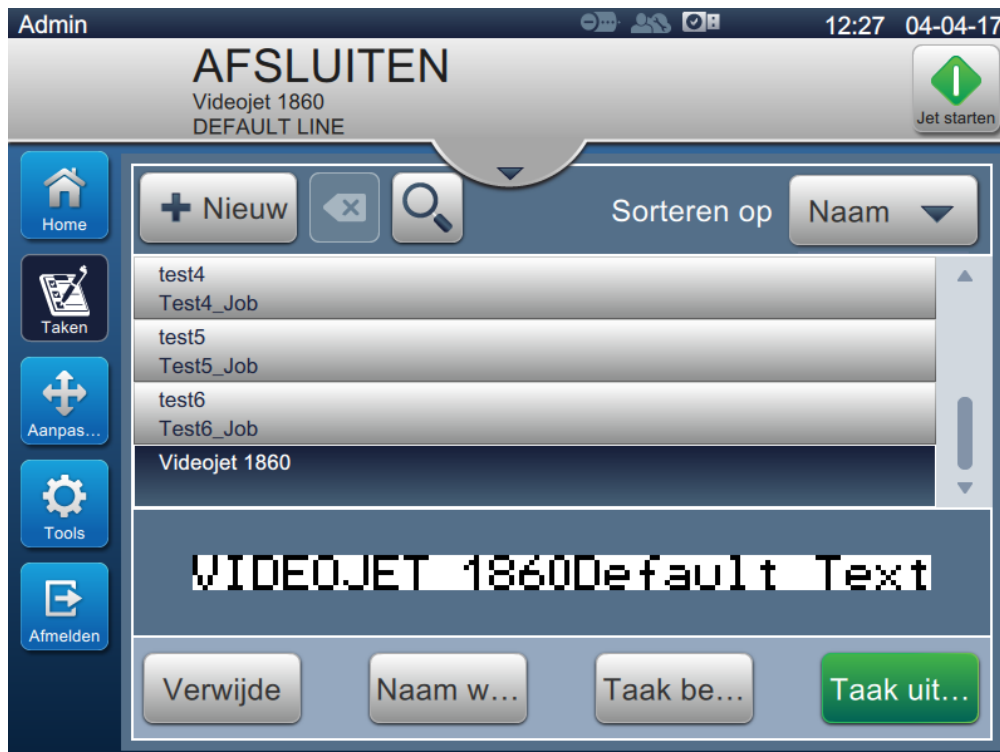 Admin
12:27 04-04-17
AFSLUITEN
Videojet 1860
DEFAULT LINE
Jet starten
Home
Taken
Aanpas...
Tools
Afmelden
Nieuw
Sorteren op
Naam
test4
Test4_Job
test5
Test5_Job
test6
Test6_Job
Videojet 1860
VIDEOJET 1860Default Text
Verwijde
Naam w...
Taak be...
Taak uit...